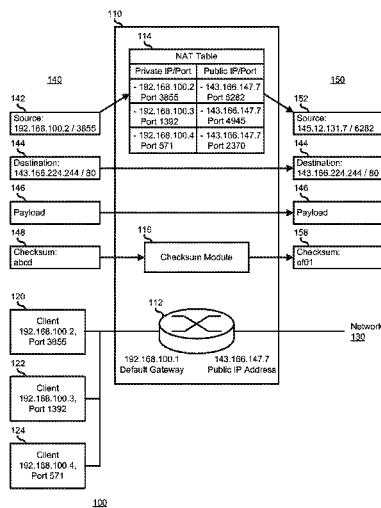 110
114
NAT Table
Private IP/Port Public IP/Port
- 192.168.100.2 - 143.166.147.7
Port 3855 Port 6282
- 192.168.100.3 - 143.166.147.7
Port 1392 Port 4945
- 192.168.100.4 - 143.166.147.7
Port 571 Port 2370
140
150
142
Source:
192.168.100.2 / 3855
152
Source:
145.12.131.7 / 6282
144
Destination:
143.166.224.244 / 80
144
Destination:
143.166.224.244 / 80
146
Payload
146
Payload
148
Checksum:
abcd
116
Checksum Module
158
Checksum:
ef01
120
Client
192.168.100.2,
Port 3855
112
192.168.100.1
Default Gateway
143.166.147.7
Public IP Address
Network
130
122
Client
192.168.100.3,
Port 1392
124
Client
192.168.100.4,
Port 571
100